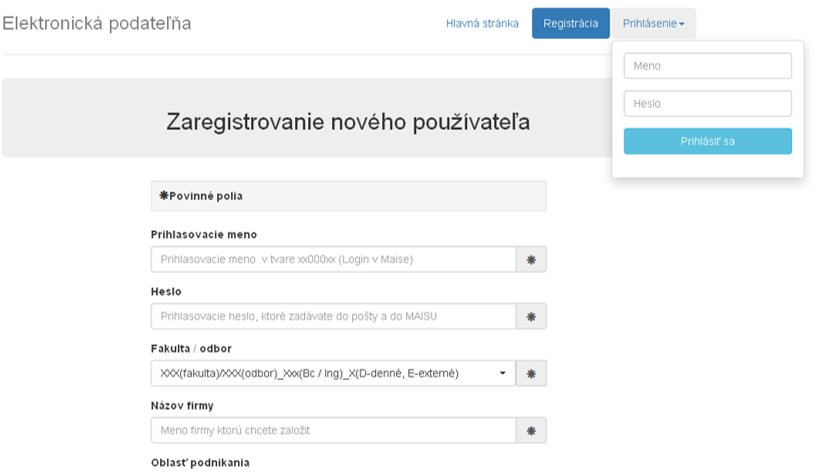 Elektronická podateľňa
Hlavná stránka
Registrácia
Prihlásenie
Meno
Heslo
Prihlásiť sa
Zaregistrovanie nového používateľa
✱Povinné polia
Prihlasovacie meno
Prihlasovacie meno v tvare xx000xx (Login v Maise)
Heslo
Prihlasovacie heslo, ktoré zadávate do pošty a do MAISU
Fakulta / odbor
XXX(fakulta)/XXX(odbor)_Xxx(Bc / Ing)_X(D-denné, E-externé)
Názov firmy
Meno firmy ktorú chcete založit
Oblasť podnikania